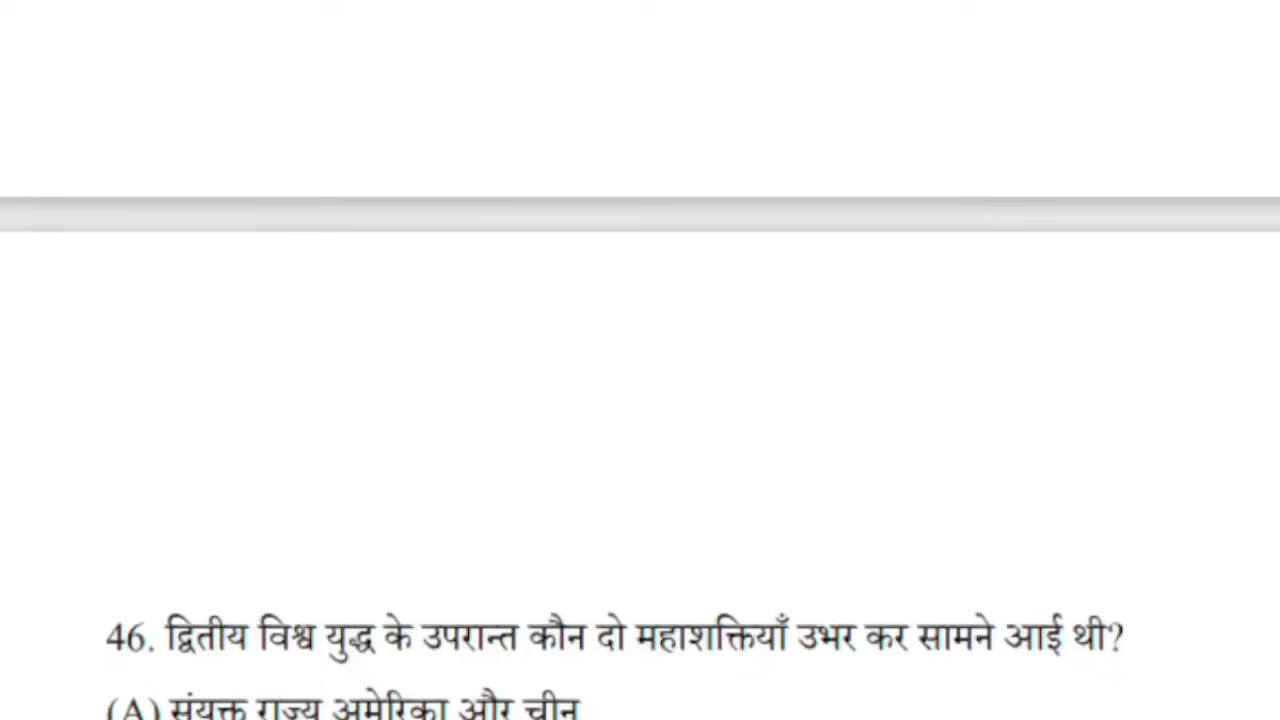 46. द्वितीय विश्व युद्ध के उपरान्त कौन दो महाशक्तियाँ उभर कर सामने आई थी?
(A) संयुक्त राज्य अमेरिका और चीन